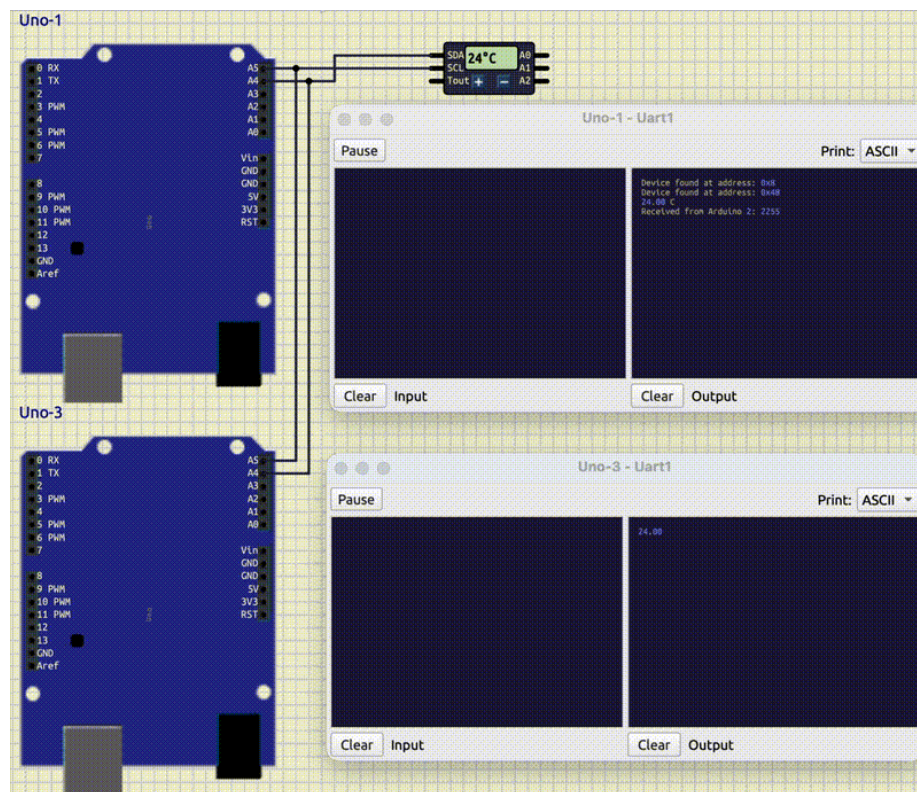 Uno-1
0 RX
1 TX
2
3 PWM
4
5 PWM
6 PWM
7
8
9 PWM
10 PWM
11 PWM
12
13
GND
Aref
A5
A4
A3
A2
A1
A0
Vin
GND
GND
5V
3V3
RST
SDA
SCL
Tout
24°C
+ −
A0
A1
A2
Uno-1 - Uart1
Pause
Print: ASCII
Device found at address: 0x8
Device found at address: 0x48
24.00 C
Received from Arduino 2: 2255
Clear Input
Clear Output
Uno-3
0 RX
1 TX
2
3 PWM
4
5 PWM
6 PWM
7
8
9 PWM
10 PWM
11 PWM
12
13
GND
Aref
A5
A4
A3
A2
A1
A0
Vin
GND
GND
5V
3V3
RST
Uno-3 - Uart1
Pause
Print: ASCII
24.00
Clear Input
Clear Output